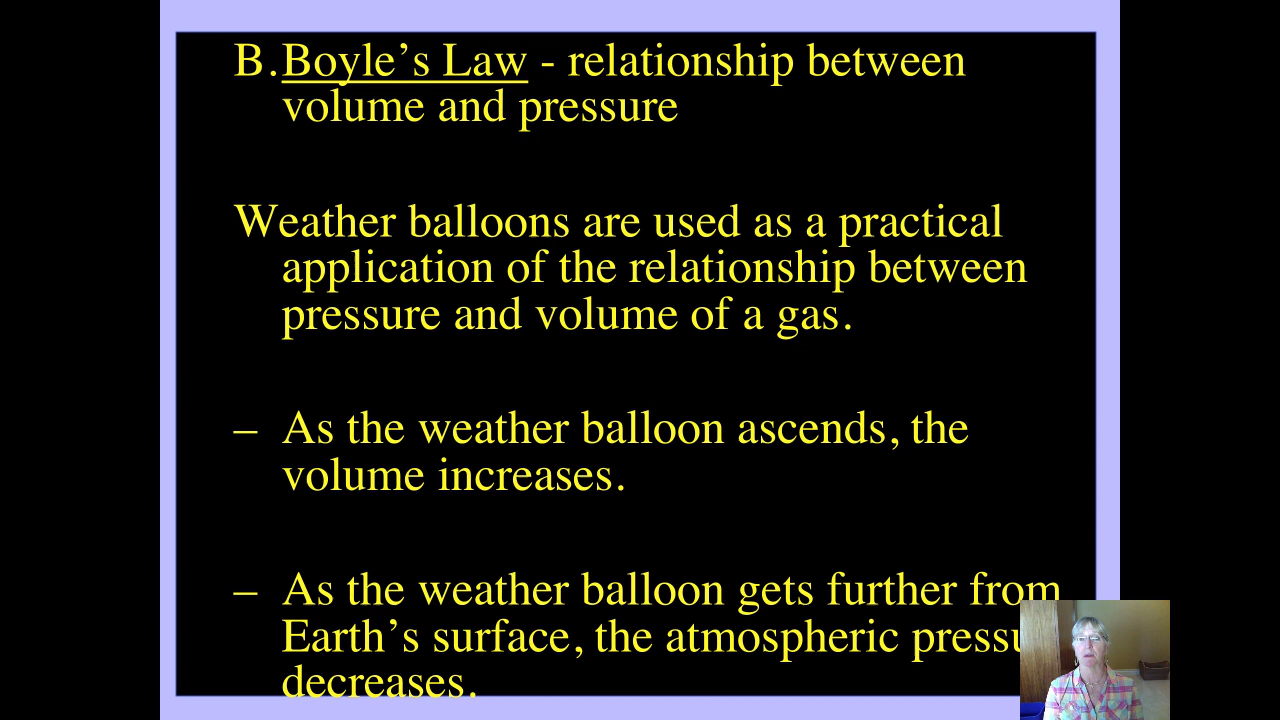 B. Boyle’s Law - relationship between
volume and pressure
Weather balloons are used as a practical
application of the relationship between
pressure and volume of a gas.
– As the weather balloon ascends, the
volume increases.
– As the weather balloon gets further from
Earth’s surface, the atmospheric pressu
decreases.